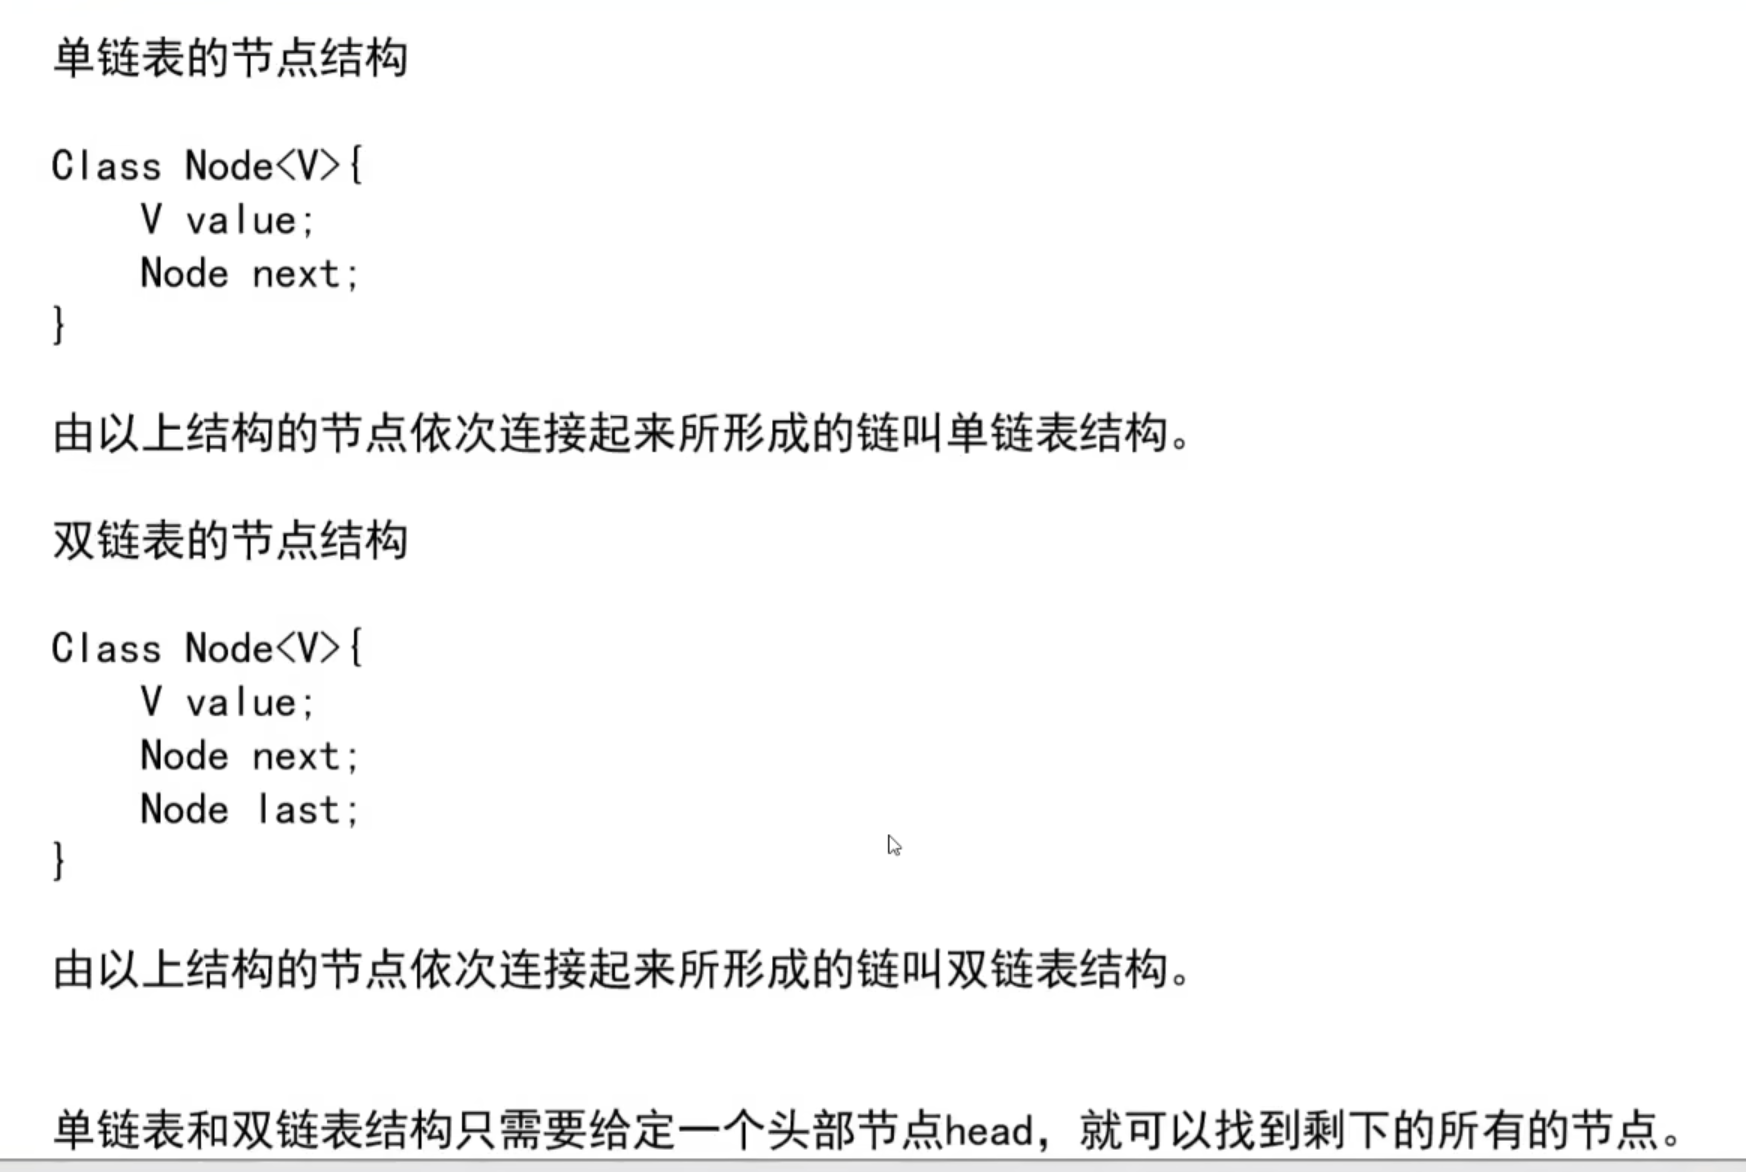 单链表的节点结构
Class Node<V>{
V value;
Node next;
}
由以上结构的节点依次连接起来所形成的链叫单链表结构。
双链表的节点结构
Class Node<V>{
V value;
Node next;
Node last;
}
由以上结构的节点依次连接起来所形成的链叫双链表结构。
单链表和双链表结构只需要给定一个头部节点head，就可以找到剩下的所有的节点。